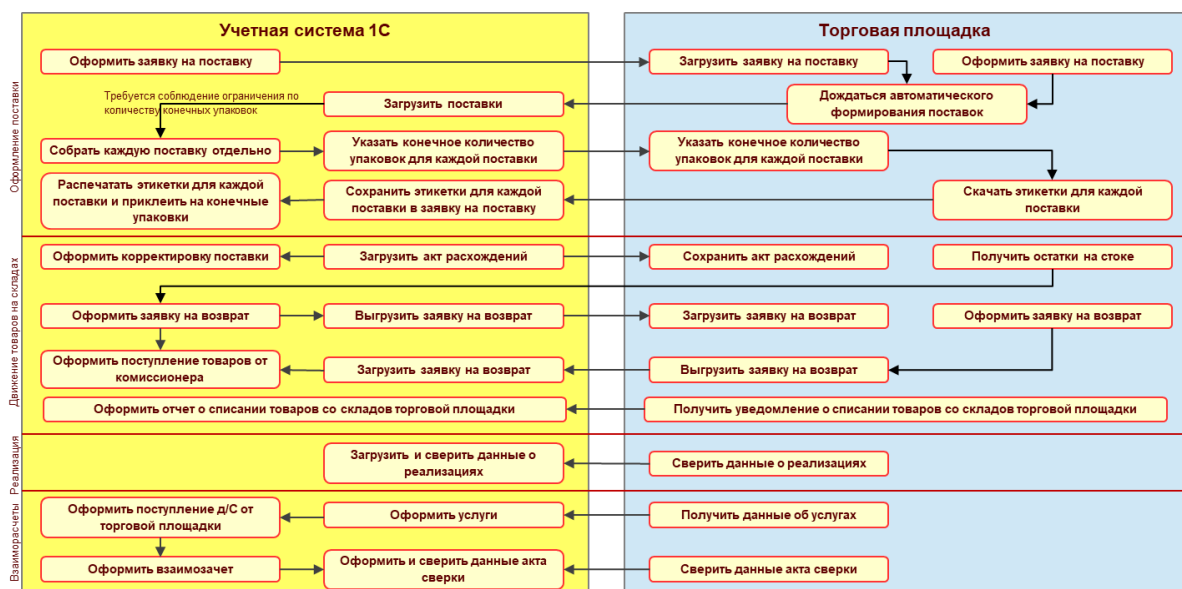 Учетная система 1С
Торговая площадка
Оформление поставки
Оформить заявку на поставку
Загрузить заявку на поставку
Оформить заявку на поставку
Требуется соблюдение ограничения по
количеству конечных упаковок
Загрузить поставки
Дождаться автоматического
формирования поставок
Собрать каждую поставку отдельно
Указать конечное количество
упаковок для каждой поставки
Указать конечное количество
упаковок для каждой поставки
Распечатать этикетки для каждой
поставки и приклеить на конечные
упаковки
Сохранить этикетки для каждой
поставки в заявку на поставку
Скачать этикетки для каждой
поставки
Движение товаров на складах
Оформить корректировку поставки
Загрузить акт расхождений
Сохранить акт расхождений
Получить остатки на стоке
Оформить заявку на возврат
Выгрузить заявку на возврат
Загрузить заявку на возврат
Оформить заявку на возврат
Оформить поступление товаров от
комиссионера
Загрузить заявку на возврат
Выгрузить заявку на возврат
Оформить отчет о списании товаров со складов торговой площадки
Получить уведомление о списании товаров со складов торговой площадки
Реализация
Загрузить и сверить данные о
реализациях
Сверить данные о реализациях
Взаиморасчеты
Оформить поступление д/С от
торговой площадки
Оформить услуги
Получить данные об услугах
Оформить взаимозачет
Оформить и сверить данные акта
сверки
Сверить данные акта сверки